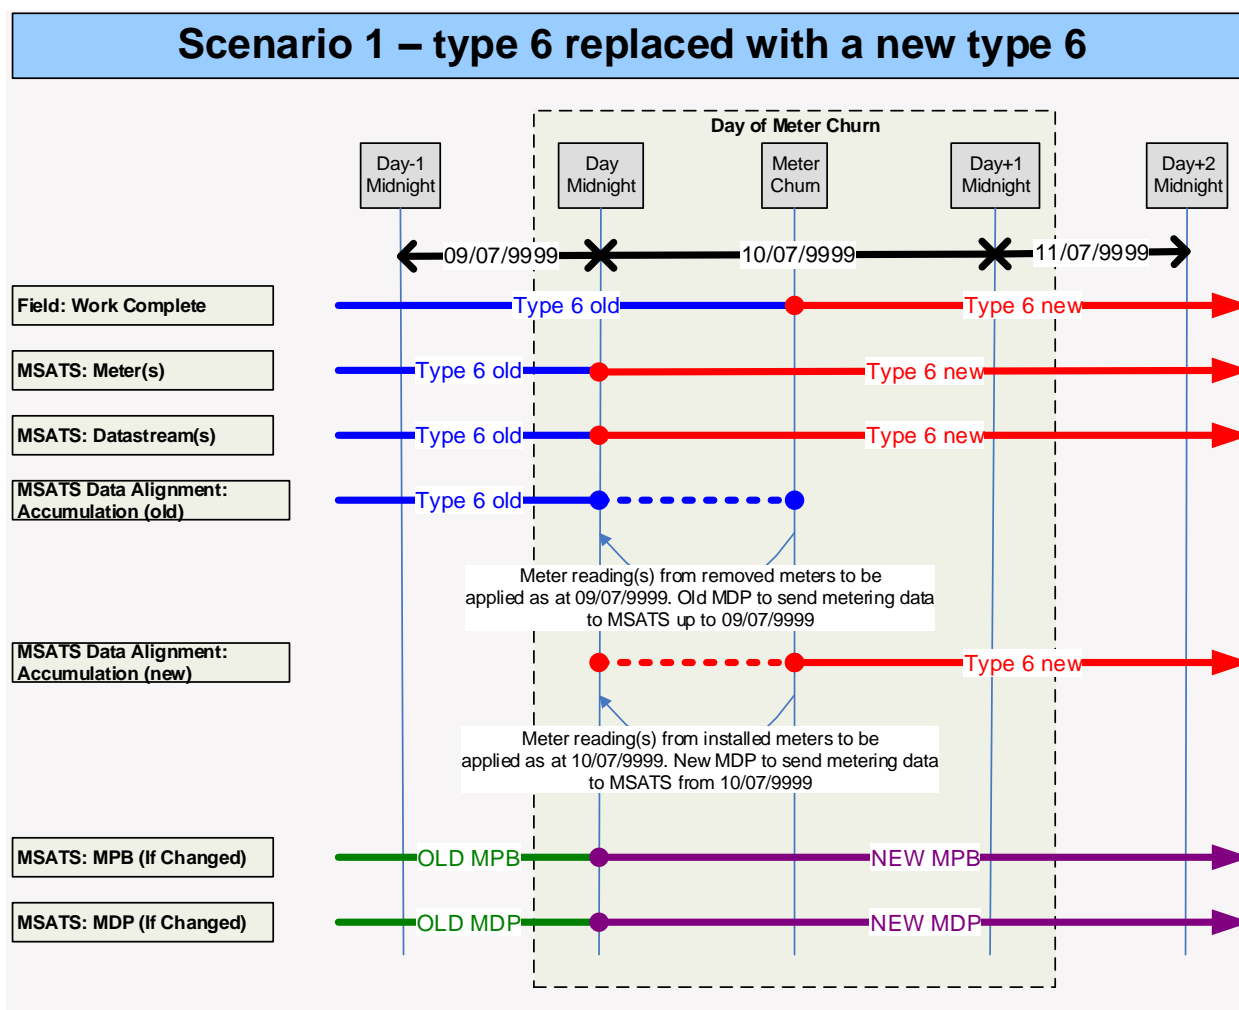 Scenario 1 – type 6 replaced with a new type 6
Day of Meter Churn
Day-1
Midnight
Day
Midnight
Meter
Churn
Day+1
Midnight
Day+2
Midnight
09/07/9999
10/07/9999
11/07/9999
Field: Work Complete
Type 6 old
Type 6 new
MSATS: Meter(s)
Type 6 old
Type 6 new
MSATS: Datastream(s)
Type 6 old
Type 6 new
MSATS Data Alignment:
Accumulation (old)
Type 6 old
Meter reading(s) from removed meters to be
applied as at 09/07/9999. Old MDP to send metering data
to MSATS up to 09/07/9999
MSATS Data Alignment:
Accumulation (new)
Type 6 new
Meter reading(s) from installed meters to be
applied as at 10/07/9999. New MDP to send metering data
to MSATS from 10/07/9999
MSATS: MPB (If Changed)
OLD MPB
NEW MPB
MSATS: MDP (If Changed)
OLD MDP
NEW MDP